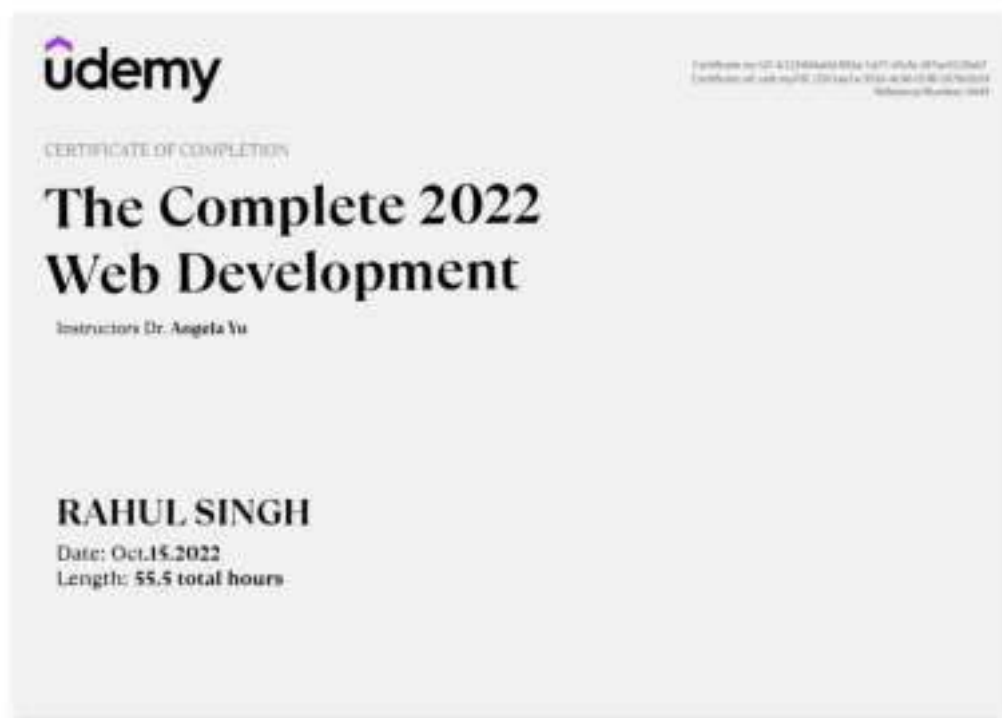 ûdemy
CERTIFICATE OF COMPLETION
The Complete 2022
Web Development
Instructors Dr. Angela Yu
RAHUL SINGH
Date: Oct.15.2022
Length: 55.5 total hours